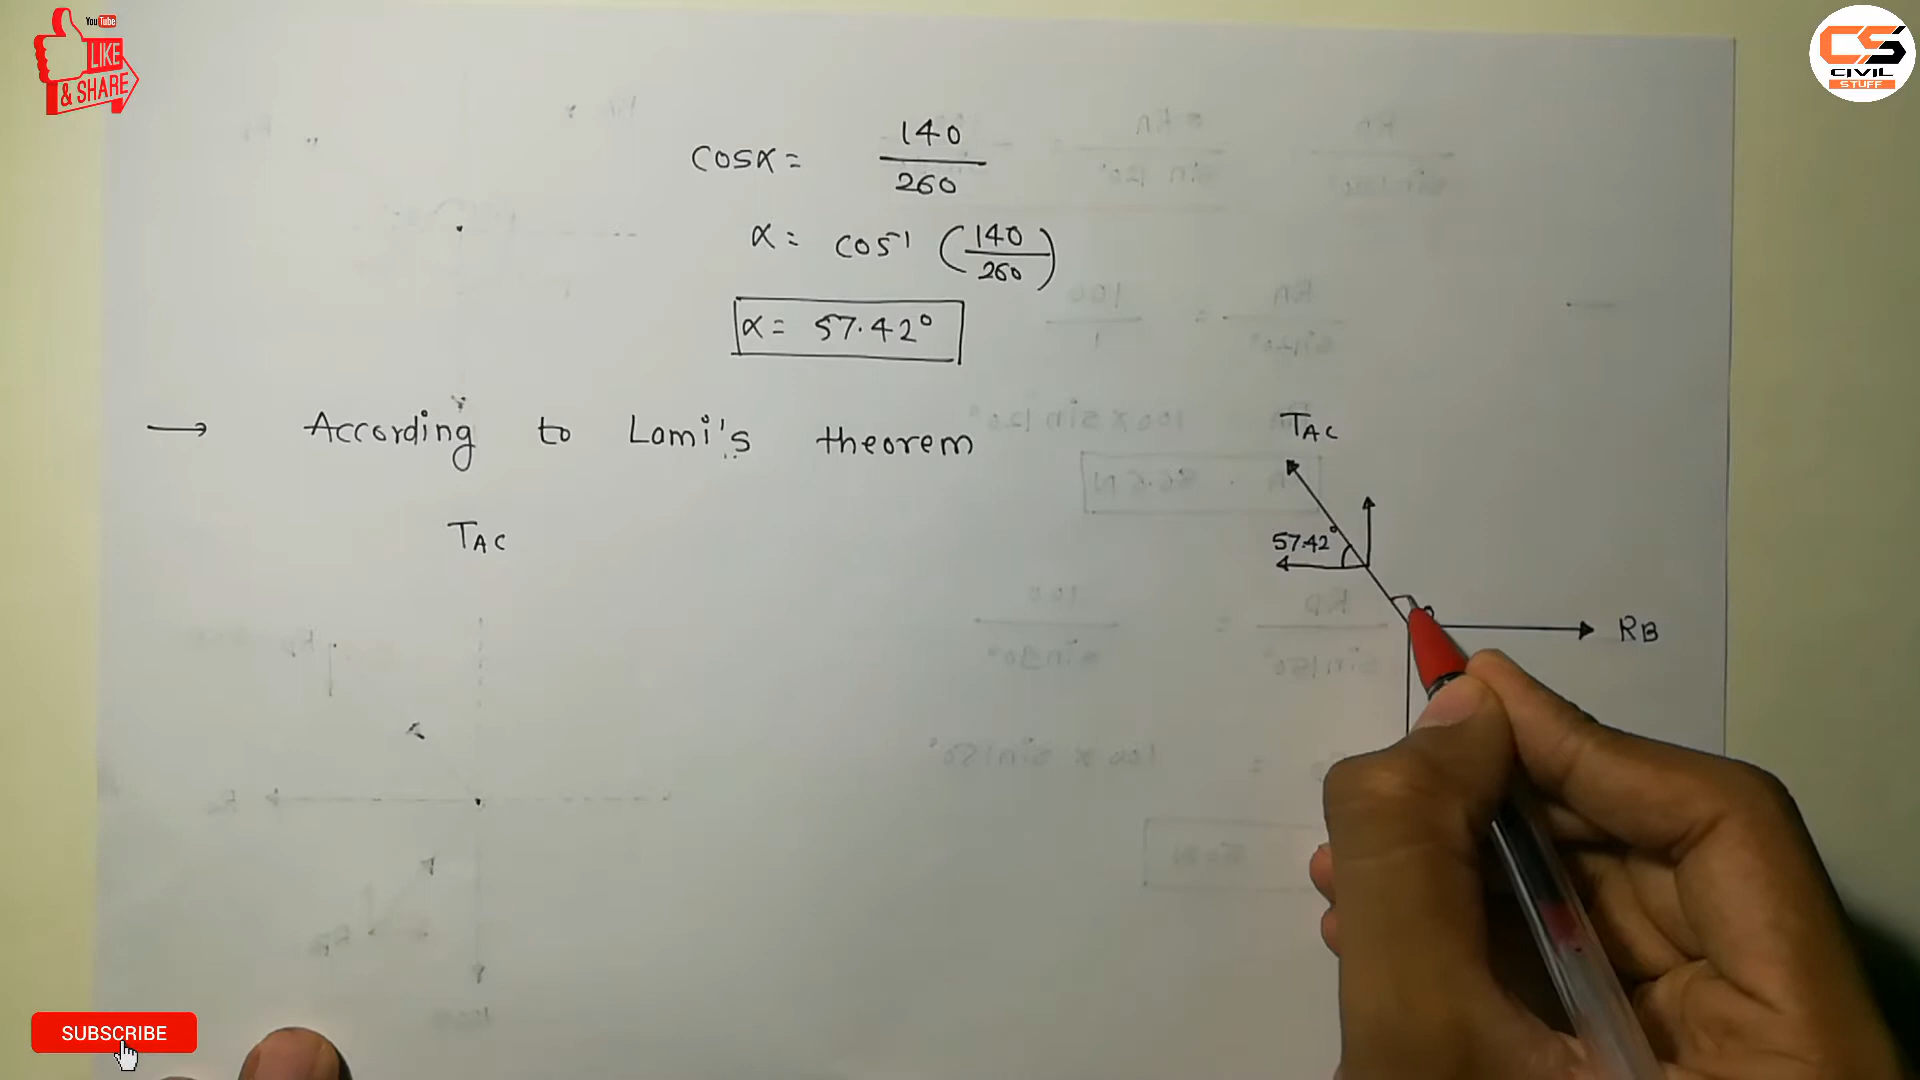 YouTube
LIKE
& SHARE
CS
CIVIL
STUFF
cosα = 140/260
α = cos⁻¹ (140/260)
α = 57.42°
→ According to Lami's theorem
TAC
TAC
57.42°
RB
SUBSCRIBE